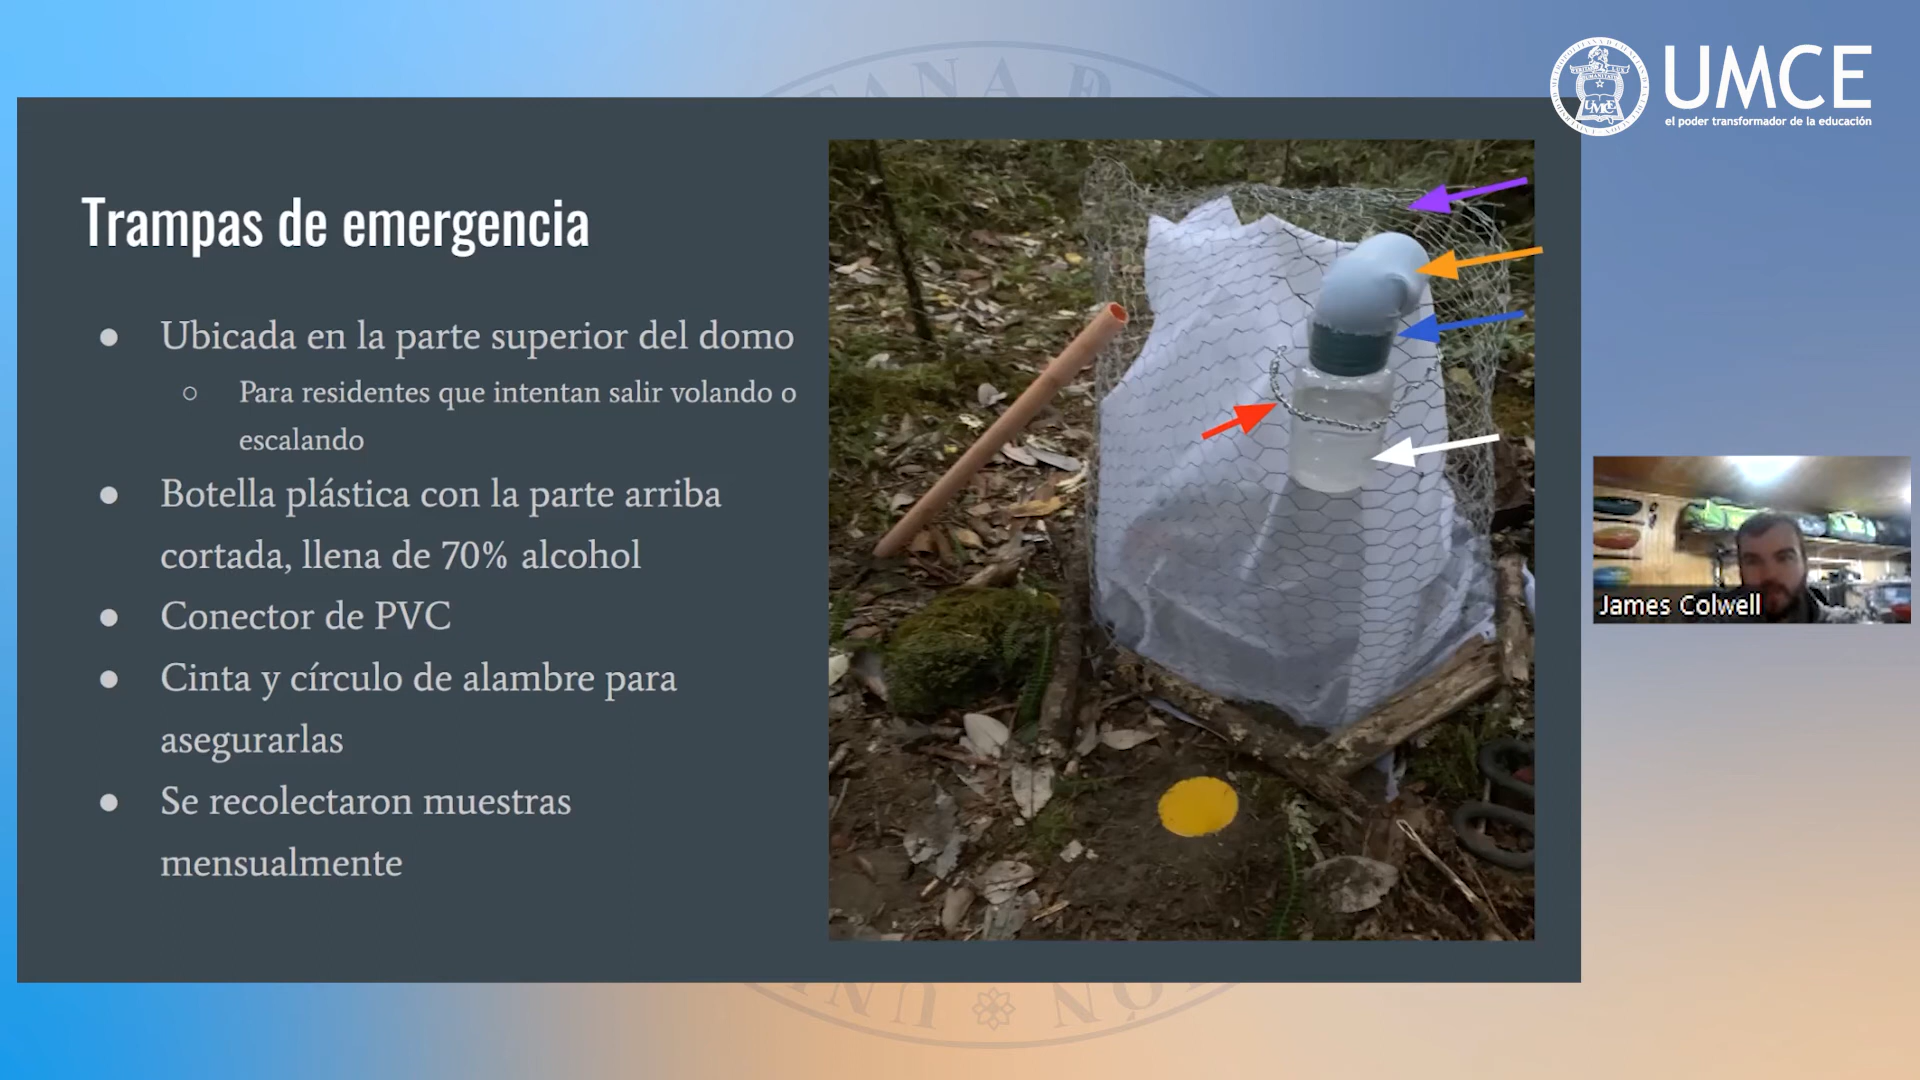 UMCE
el poder transformador de la educación
Trampas de emergencia
● Ubicada en la parte superior del domo
○ Para residentes que intentan salir volando o
escalando
● Botella plástica con la parte arriba
cortada, llena de 70% alcohol
● Conector de PVC
● Cinta y círculo de alambre para
asegurarlas
● Se recolectaron muestras
mensualmente
James Colwell